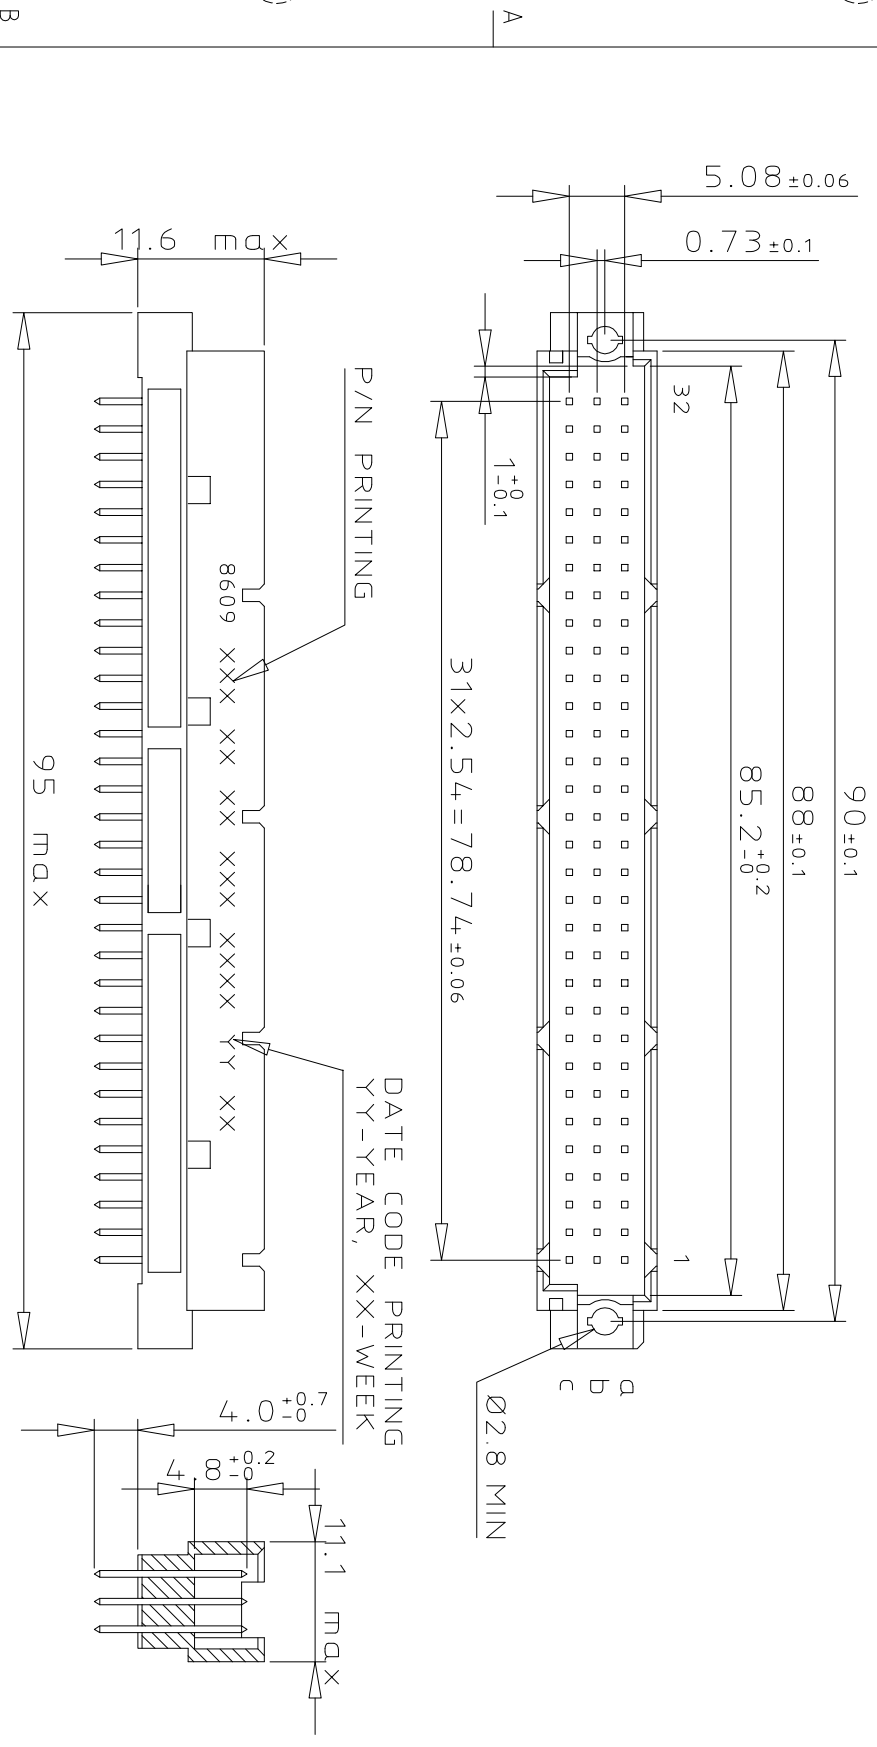 B
A
5.08±0.06
0.73±0.1
11.6 max
32
1 +0 -0.1
P/N PRINTING
8609 XXX XX XX XXX XXXX YY XX
31x2.54=78.74±0.06
90±0.1
88±0.1
85.2 +0.2 -0
95 max
1
DATE CODE PRINTING
YY-YEAR, XX-WEEK
a
b
c
Ø2.8 MIN
4.0 +0.7 -0
4.8 +0.2 -0
11.1 max